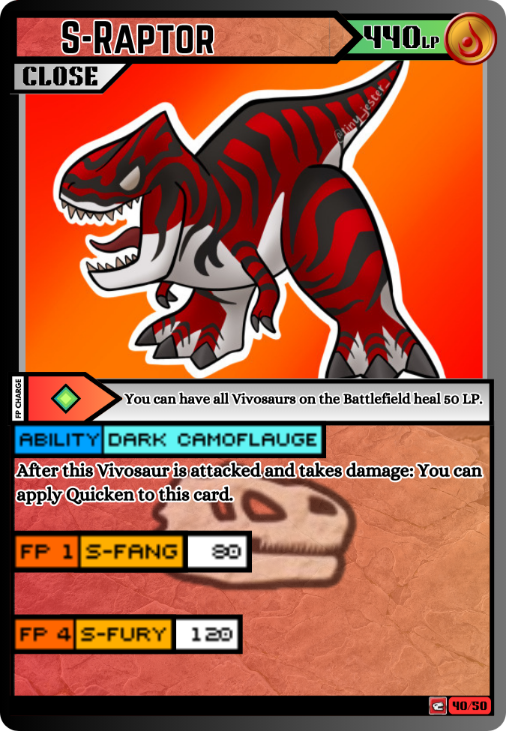 S-RAPTOR
440LP
CLOSE
@tiny_jester_
FP CHARGE
You can have all Vivosaurs on the Battlefield heal 50 LP.
ABILITY DARK CAMOFLAUGE
After this Vivosaur is attacked and takes damage: You can
apply Quicken to this card.
FP 1 S-FANG 80
FP 4 S-FURY 120
40/50